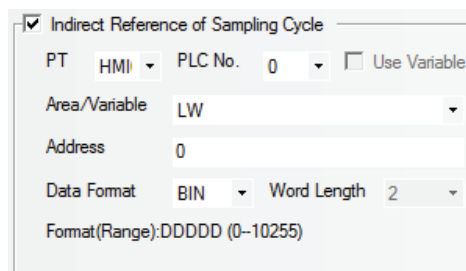 Indirect Reference of Sampling Cycle
PT HMI PLC No. 0 Use Variable
Area/Variable LW
Address 0
Data Format BIN Word Length 2
Format(Range):DDDDD (0--10255)